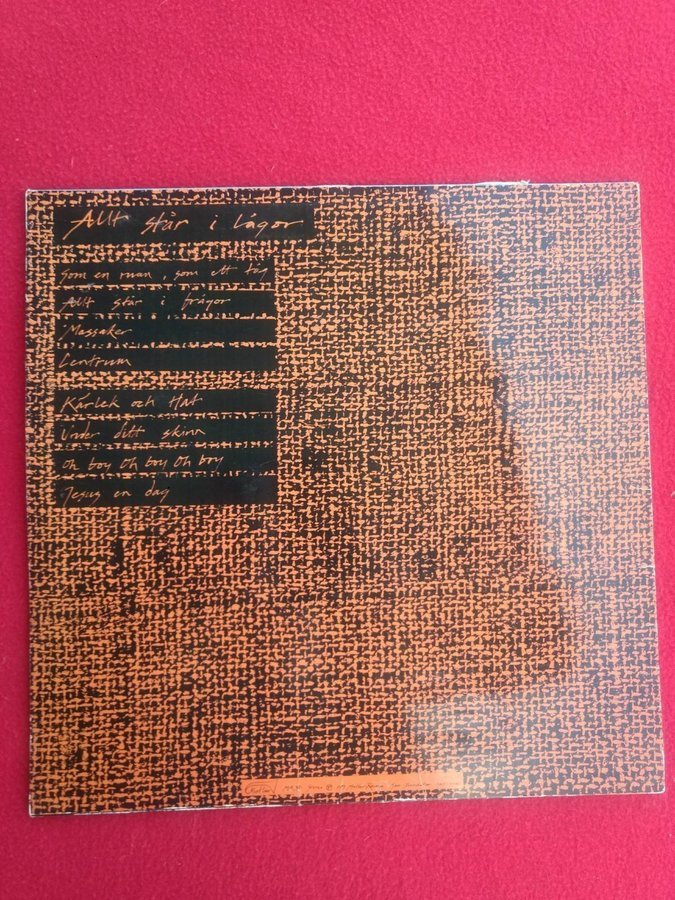 Allt står i lågor
Som en man, som ett tåg
Allt står i frågor
Massaker
Centrum
Kärlek och Hat
Under ditt skinn
Oh boy Oh boy Oh boy
Jesus en dag